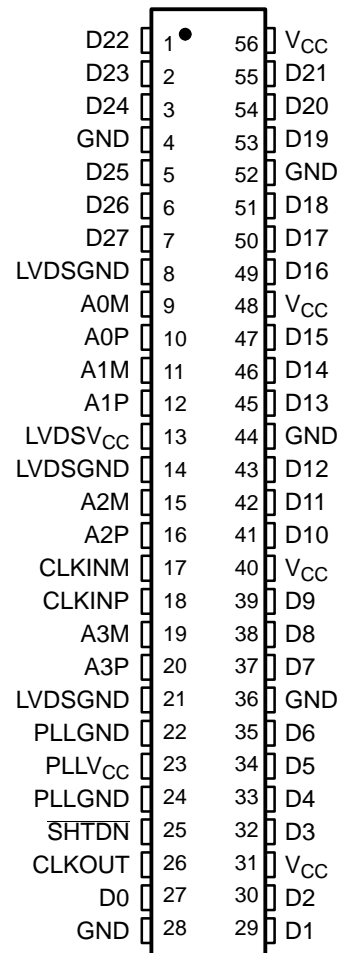 D22 1 56 VCC
D23 2 55 D21
D24 3 54 D20
GND 4 53 D19
D25 5 52 GND
D26 6 51 D18
D27 7 50 D17
LVDSGND 8 49 D16
A0M 9 48 VCC
A0P 10 47 D15
A1M 11 46 D14
A1P 12 45 D13
LVDSVCC 13 44 GND
LVDSGND 14 43 D12
A2M 15 42 D11
A2P 16 41 D10
CLKINM 17 40 VCC
CLKINP 18 39 D9
A3M 19 38 D8
A3P 20 37 D7
LVDSGND 21 36 GND
PLLGND 22 35 D6
PLLVCC 23 34 D5
PLLGND 24 33 D4
SHTDN 25 32 D3
CLKOUT 26 31 VCC
D0 27 30 D2
GND 28 29 D1